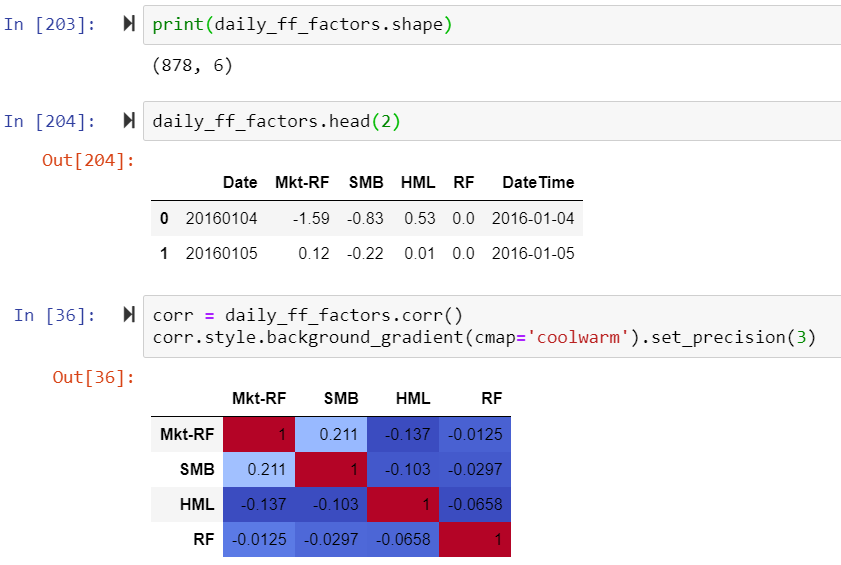 In [203]: print(daily_ff_factors.shape)
(878, 6)
In [204]: daily_ff_factors.head(2)
Out[204]:
Date Mkt-RF SMB HML RF DateTime
0 20160104 -1.59 -0.83 0.53 0.0 2016-01-04
1 20160105 0.12 -0.22 0.01 0.0 2016-01-05
In [36]: corr = daily_ff_factors.corr()
corr.style.background_gradient(cmap='coolwarm').set_precision(3)
Out[36]:
Mkt-RF SMB HML RF
Mkt-RF 1 0.211 -0.137 -0.0125
SMB 0.211 1 -0.103 -0.0297
HML -0.137 -0.103 1 -0.0658
RF -0.0125 -0.0297 -0.0658 1